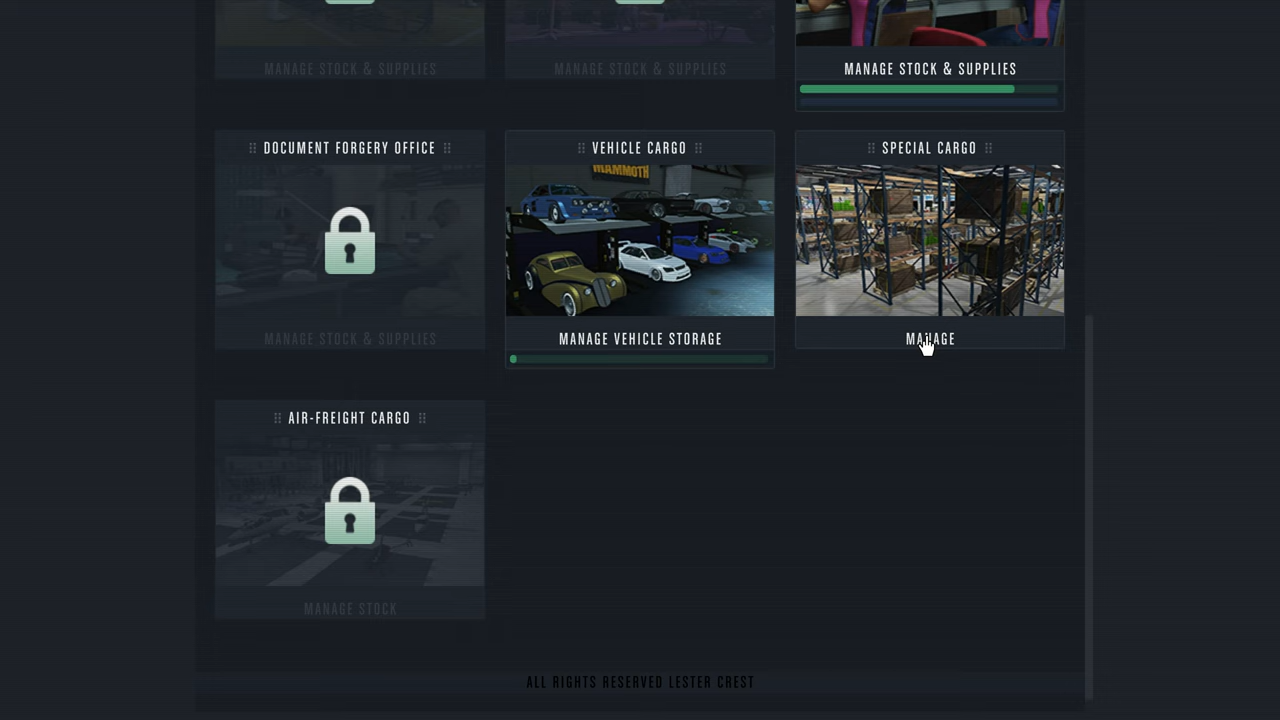 MANAGE STOCK & SUPPLIES
MANAGE STOCK & SUPPLIES
MANAGE STOCK & SUPPLIES
DOCUMENT FORGERY OFFICE
VEHICLE CARGO
SPECIAL CARGO
MAMMOTH
MANAGE STOCK & SUPPLIES
MANAGE VEHICLE STORAGE
MANAGE
AIR-FREIGHT CARGO
MANAGE STOCK
ALL RIGHTS RESERVED LESTER CREST